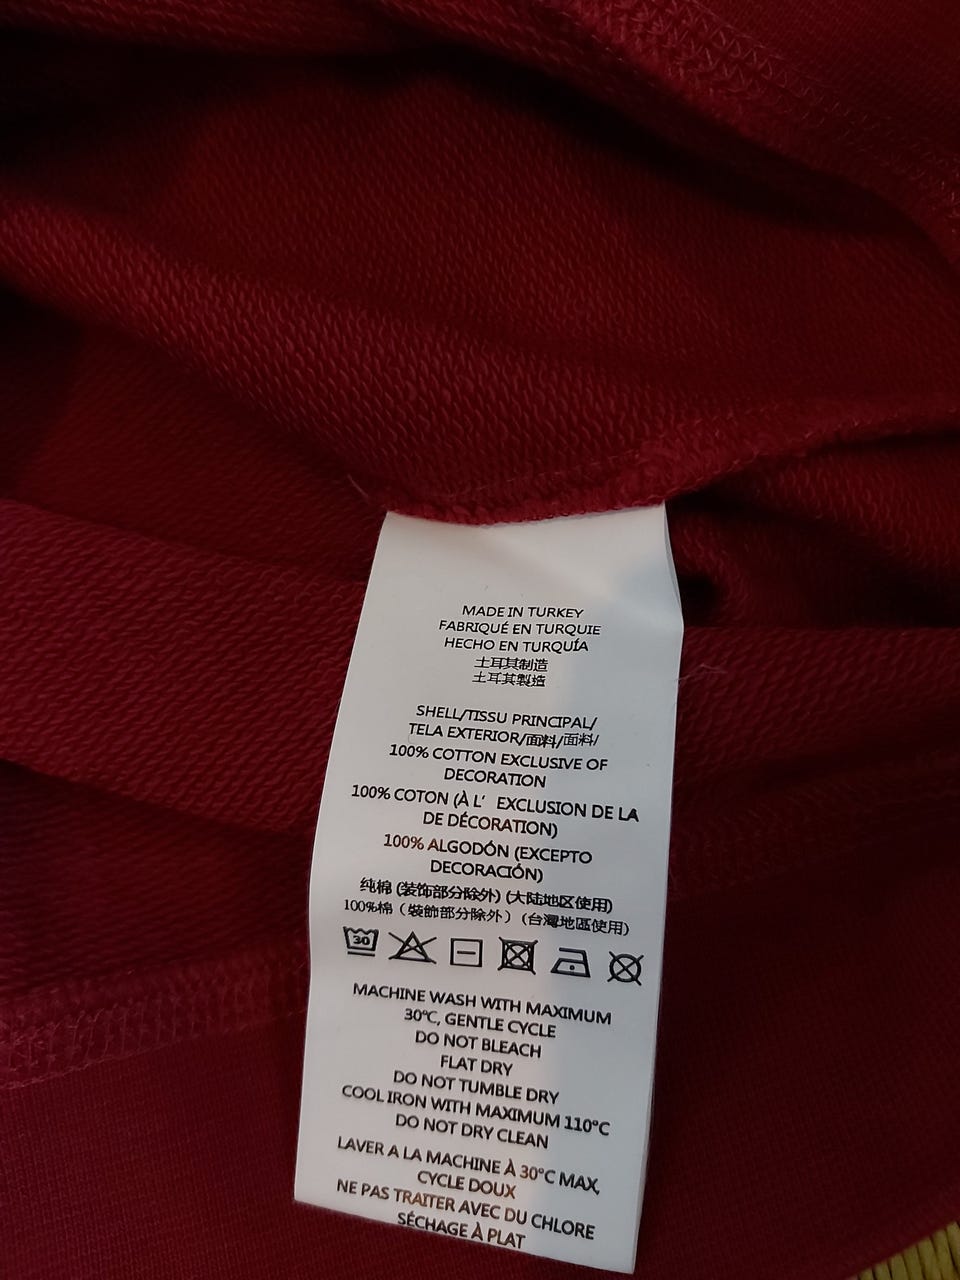 MADE IN TURKEY
FABRIQUÉ EN TURQUIE
HECHO EN TURQUÍA
土耳其制造
土耳其製造
SHELL/TISSU PRINCIPAL/
TELA EXTERIOR/面料/面料/
100% COTTON EXCLUSIVE OF
DECORATION
100% COTON (À L’ EXCLUSION DE LA
DE DÉCORATION)
100% ALGODÓN (EXCEPTO
DECORACIÓN)
纯棉 (装饰部分除外) (大陆地区使用)
100%棉（裝飾部分除外）(台灣地區使用)
30
MACHINE WASH WITH MAXIMUM
30°C, GENTLE CYCLE
DO NOT BLEACH
FLAT DRY
DO NOT TUMBLE DRY
COOL IRON WITH MAXIMUM 110°C
DO NOT DRY CLEAN
LAVER A LA MACHINE À 30°C MAX,
CYCLE DOUX
NE PAS TRAITER AVEC DU CHLORE
SÉCHAGE À PLAT